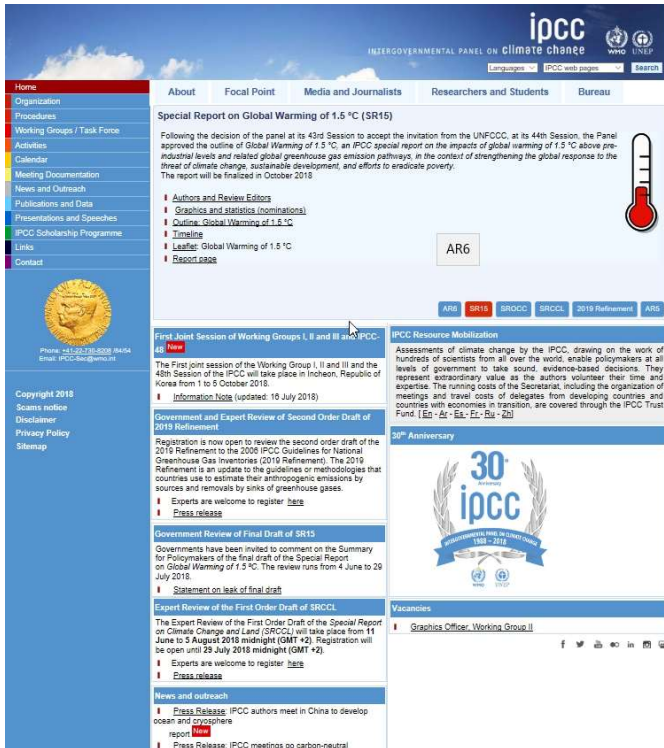 ipcc
INTERGOVERNMENTAL PANEL ON climate change
WMO UNEP
Languages IPCC web pages Search
Home
Organization
Procedures
Working Groups / Task Force
Activities
Calendar
Meeting Documentation
News and Outreach
Publications and Data
Presentations and Speeches
IPCC Scholarship Programme
Links
Contact
Phone: +41-22-730-8208 /84/54
Email: IPCC-Sec@wmo.int
Copyright 2018
Scams notice
Disclaimer
Privacy Policy
Sitemap
About Focal Point Media and Journalists Researchers and Students Bureau
Special Report on Global Warming of 1.5 ºC (SR15)
Following the decision of the panel at its 43rd Session to accept the invitation from the UNFCCC, at its 44th Session, the Panel
approved the outline of Global Warming of 1.5 °C, an IPCC special report on the impacts of global warming of 1.5 °C above pre-
industrial levels and related global greenhouse gas emission pathways, in the context of strengthening the global response to the
threat of climate change, sustainable development, and efforts to eradicate poverty.
The report will be finalized in October 2018
Authors and Review Editors
Graphics and statistics (nominations)
Outline: Global Warming of 1.5 °C
Timeline
Leaflet: Global Warming of 1.5 °C
Report page
AR6
AR6 SR15 SROCC SRCCL 2019 Refinement AR5
First Joint Session of Working Groups I, II and III and IPCC-
48 New
The First joint session of the Working Group I, II and III and the
48th Session of the IPCC will take place in Incheon, Republic of
Korea from 1 to 5 October 2018.
Information Note (updated: 16 July 2018)
Government and Expert Review of Second Order Draft of
2019 Refinement
Registration is now open to review the second order draft of the
2019 Refinement to the 2006 IPCC Guidelines for National
Greenhouse Gas Inventories (2019 Refinement). The 2019
Refinement is an update to the guidelines or methodologies that
countries use to estimate their anthropogenic emissions by
sources and removals by sinks of greenhouse gases.
Experts are welcome to register here
Press release
Government Review of Final Draft of SR15
Governments have been invited to comment on the Summary
for Policymakers of the final draft of the Special Report
on Global Warming of 1.5 ºC. The review runs from 4 June to 29
July 2018.
Statement on leak of final draft
Expert Review of the First Order Draft of SRCCL
The Expert Review of the First Order Draft of the Special Report
on Climate Change and Land (SRCCL) will take place from 11
June to 5 August 2018 midnight (GMT +2). Registration will
be open until 29 July 2018 midnight (GMT +2).
Experts are welcome to register here
Press release
News and outreach
Press Release: IPCC authors meet in China to develop
ocean and cryosphere
report New
Press Release: IPCC meetings go carbon-neutral
IPCC Resource Mobilization
Assessments of climate change by the IPCC, drawing on the work of
hundreds of scientists from all over the world, enable policymakers at all
levels of government to take sound, evidence-based decisions. They
represent extraordinary value as the authors volunteer their time and
expertise. The running costs of the Secretariat, including the organization of
meetings and travel costs of delegates from developing countries and
countries with economies in transition, are covered through the IPCC Trust
Fund. [ En - Ar - Es - Fr - Ru - Zh]
30th Anniversary
30
Anniversary
ipcc
INTERGOVERNMENTAL PANEL ON CLIMATE CHANGE
1988 – 2018
WMO UNEP
Vacancies
Graphics Officer, Working Group II